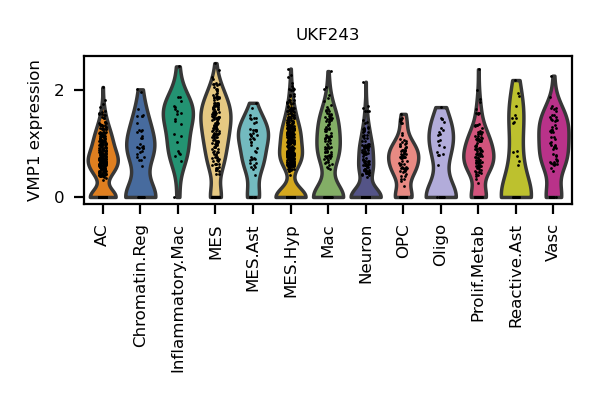 UKF243
VMP1 expression
2
0
AC
Chromatin.Reg
Inflammatory.Mac
MES
MES.Ast
MES.Hyp
Mac
Neuron
OPC
Oligo
Prolif.Metab
Reactive.Ast
Vasc